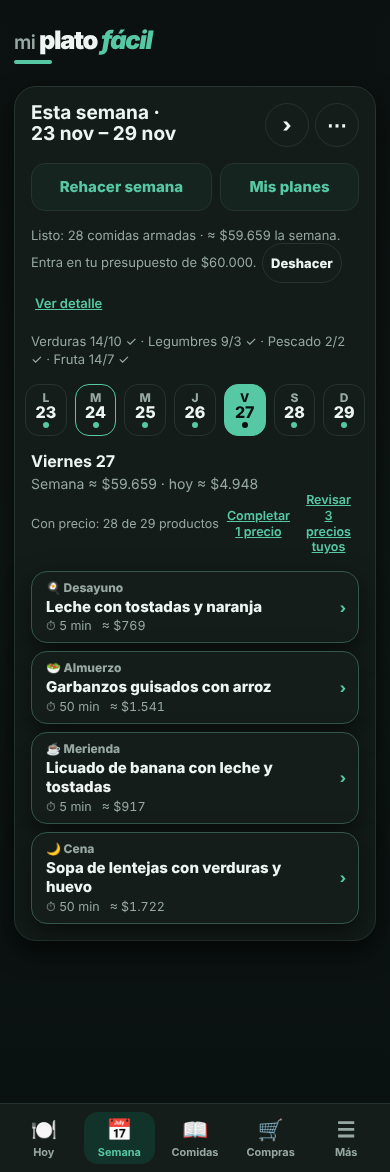 mi plato fácil
Esta semana ·
23 nov – 29 nov
›
⋯
Rehacer semana
Mis planes
Listo: 28 comidas armadas · ≈ $59.659 la semana.
Entra en tu presupuesto de $60.000. Deshacer
Ver detalle
Verduras 14/10 ✓ · Legumbres 9/3 ✓ · Pescado 2/2
✓ · Fruta 14/7 ✓
L M M J V S D
23 24 25 26 27 28 29
Viernes 27
Semana ≈ $59.659 · hoy ≈ $4.948
Con precio: 28 de 29 productos
Completar
1 precio
Revisar
3
precios
tuyos
🍳 Desayuno
Leche con tostadas y naranja
⏱ 5 min ≈ $769
›
🥗 Almuerzo
Garbanzos guisados con arroz
⏱ 50 min ≈ $1.541
›
☕ Merienda
Licuado de banana con leche y
tostadas
⏱ 5 min ≈ $917
›
🌙 Cena
Sopa de lentejas con verduras y
huevo
⏱ 50 min ≈ $1.722
›
Hoy
Semana
Comidas
Compras
Más